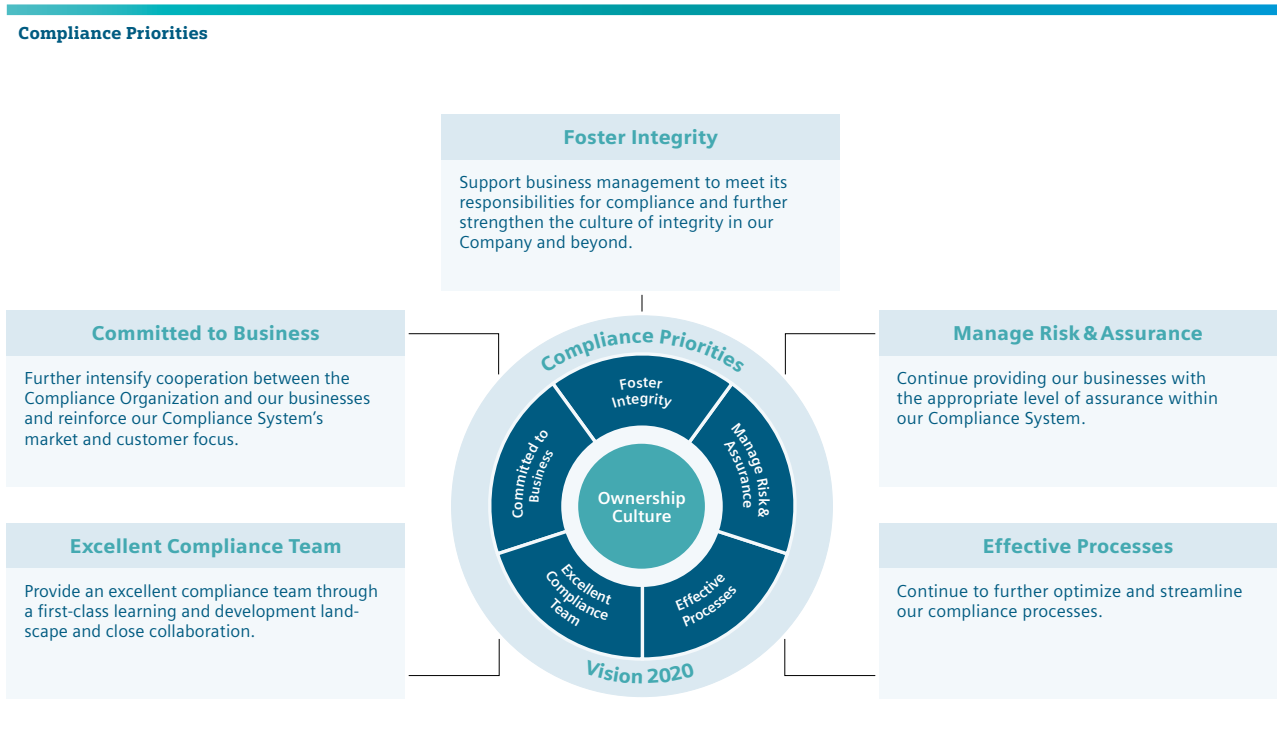 Compliance Priorities
Foster Integrity
Support business management to meet its
responsibilities for compliance and further
strengthen the culture of integrity in our
Company and beyond.
Committed to Business
Further intensify cooperation between the
Compliance Organization and our businesses
and reinforce our Compliance System's
market and customer focus.
Manage Risk & Assurance
Continue providing our businesses with
the appropriate level of assurance within
our Compliance System.
Excellent Compliance Team
Provide an excellent compliance team through
a first-class learning and development land-
scape and close collaboration.
Effective Processes
Continue to further optimize and streamline
our compliance processes.
Compliance Priorities
Foster
Integrity
Manage Risk &
Assurance
Effective
Processes
Excellent
Compliance
Team
Committed to
Business
Ownership
Culture
Vision 2020